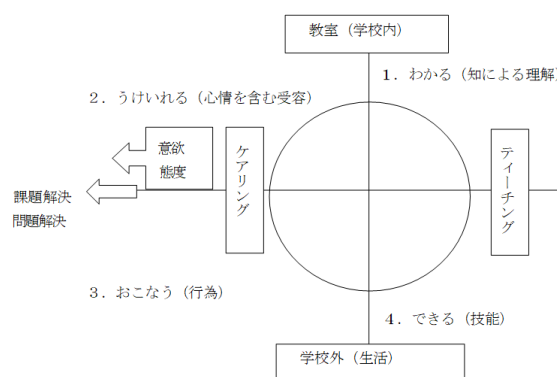 教室（学校内）
１．わかる（知による理解）
２．うけいれる（心情を含む受容）
意欲
態度
ケアリング
ティーチング
課題解決
問題解決
３．おこなう（行為）
４．できる（技能）
学校外（生活）